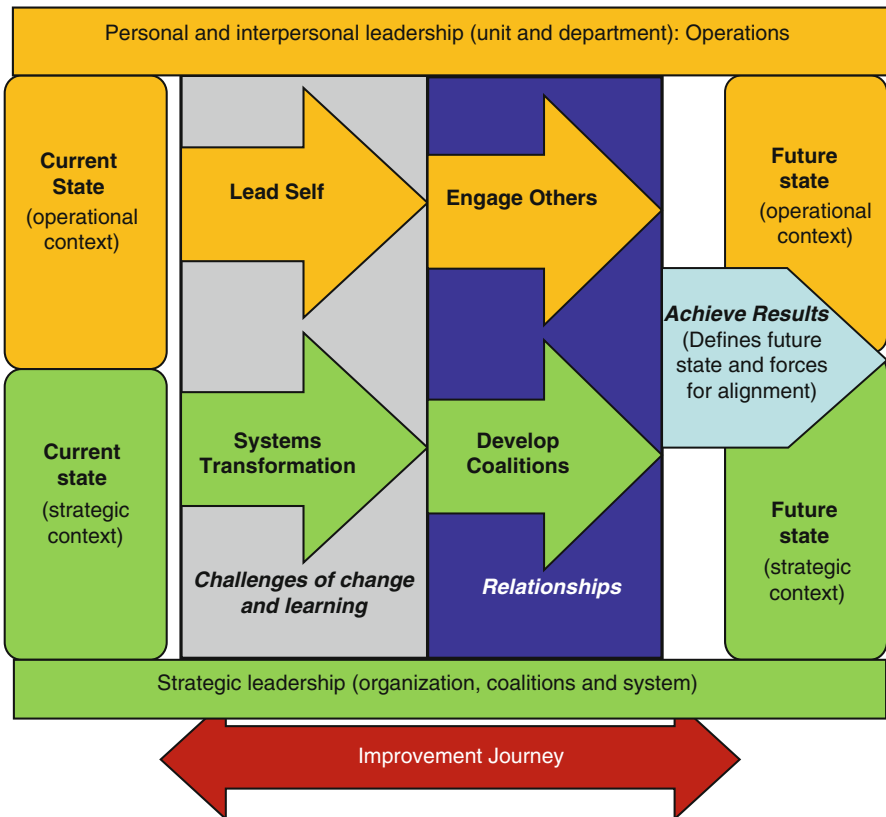 Personal and interpersonal leadership (unit and department): Operations
Current
State
(operational
context)
Lead Self
Engage Others
Future
state
(operational
context)
Achieve Results
(Defines future
state and forces
for alignment)
Current
state
(strategic
context)
Systems
Transformation
Develop
Coalitions
Future
state
(strategic
context)
Challenges of change
and learning
Relationships
Strategic leadership (organization, coalitions and system)
Improvement Journey